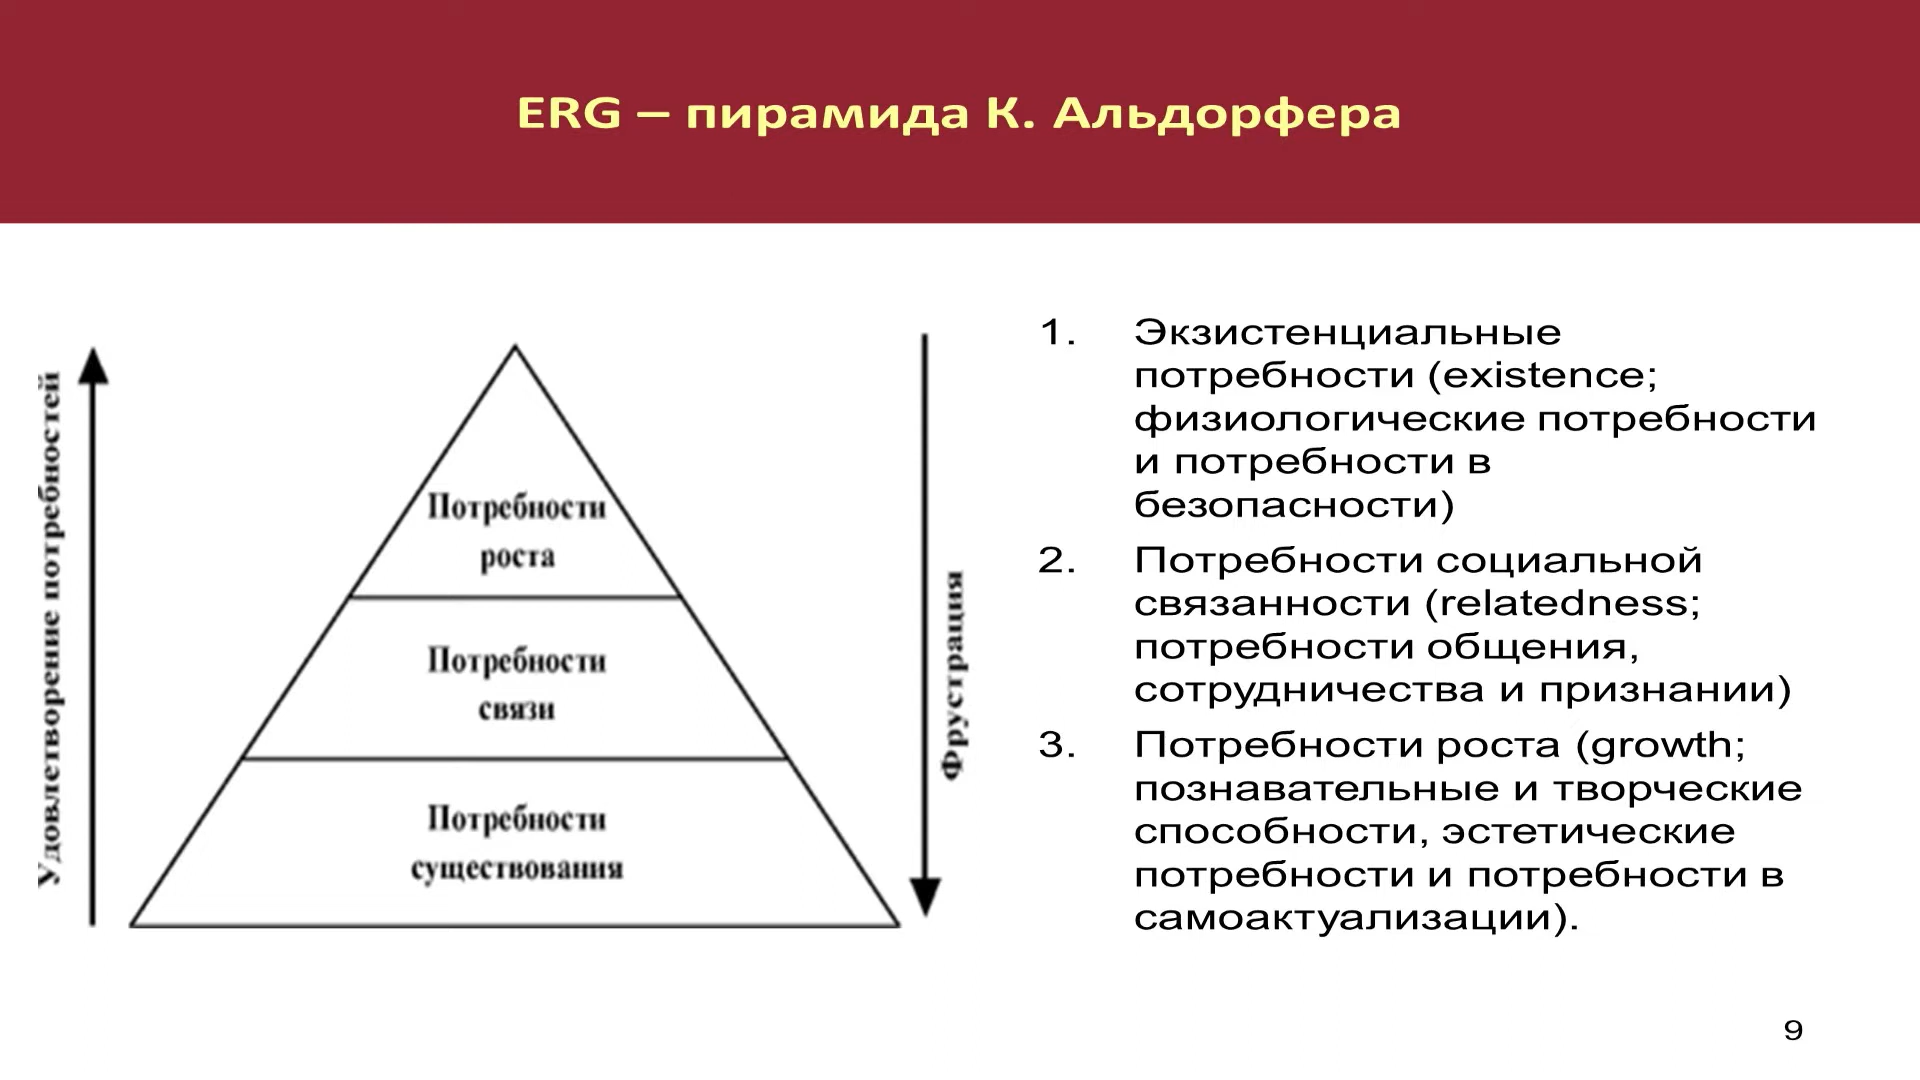 ERG – пирамида К. Альдорфера
Удовлетворение потребностей
Потребности
роста
Потребности
связи
Потребности
существования
Фрустрация
1. Экзистенциальные
потребности (existence;
физиологические потребности
и потребности в
безопасности)
2. Потребности социальной
связанности (relatedness;
потребности общения,
сотрудничества и признании)
3. Потребности роста (growth;
познавательные и творческие
способности, эстетические
потребности и потребности в
самоактуализации).
9